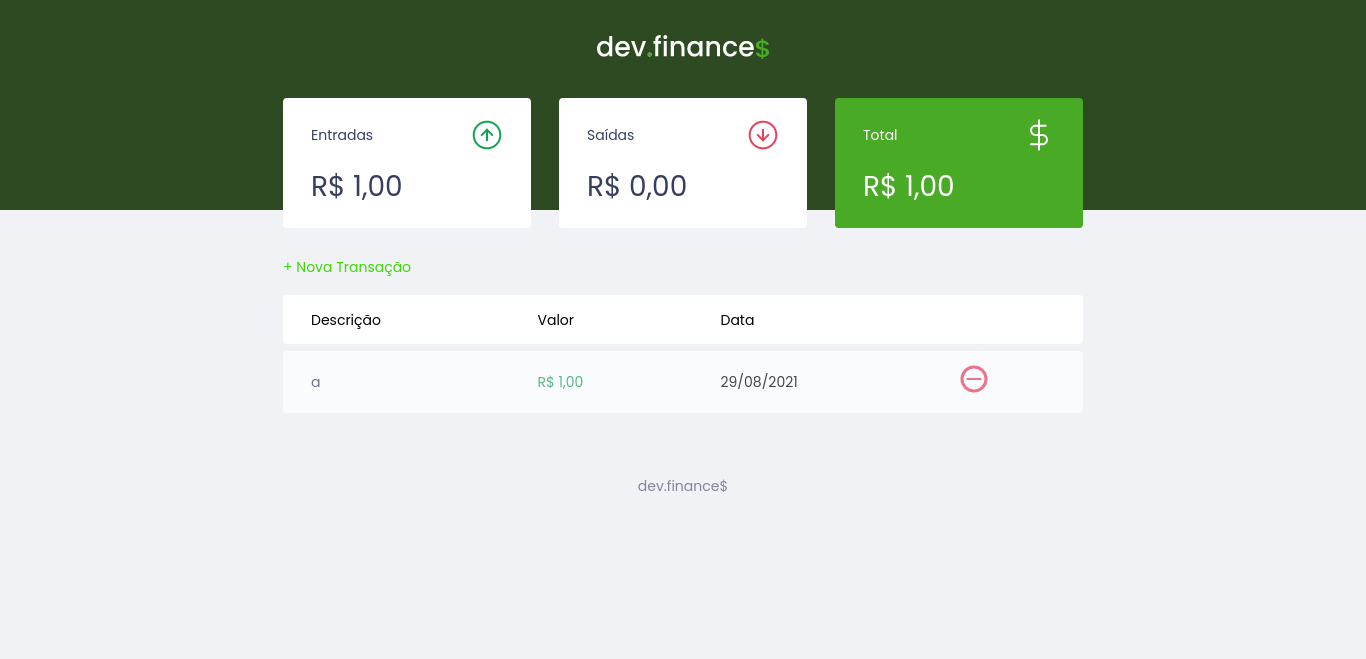 dev.finance$
Entradas
R$ 1,00
Saídas
R$ 0,00
Total
$
R$ 1,00
+ Nova Transação
Descrição Valor Data
a R$ 1,00 29/08/2021
dev.finance$